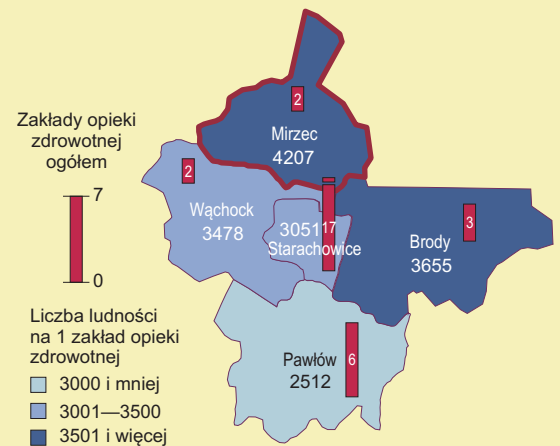 Zakłady opieki
zdrowotnej
ogółem
7
0
Liczba ludności
na 1 zakład opieki
zdrowotnej
3000 i mniej
3001—3500
3501 i więcej
2
Mirzec
4207
2
Wąchock
3478
3051
17
Starachowice
3
Brody
3655
6
Pawłów
2512